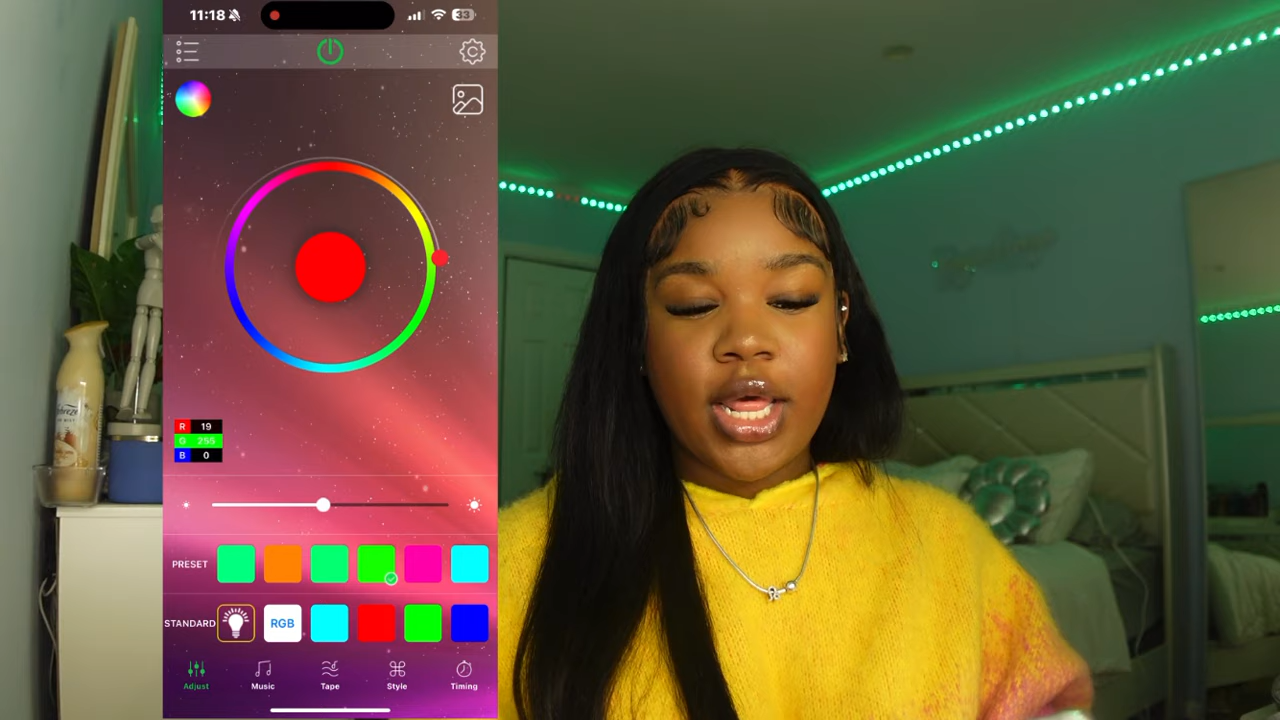 11:18
33
R 19
G 255
B 0
PRESET
STANDARD
RGB
Adjust
Music
Tape
Style
Timing